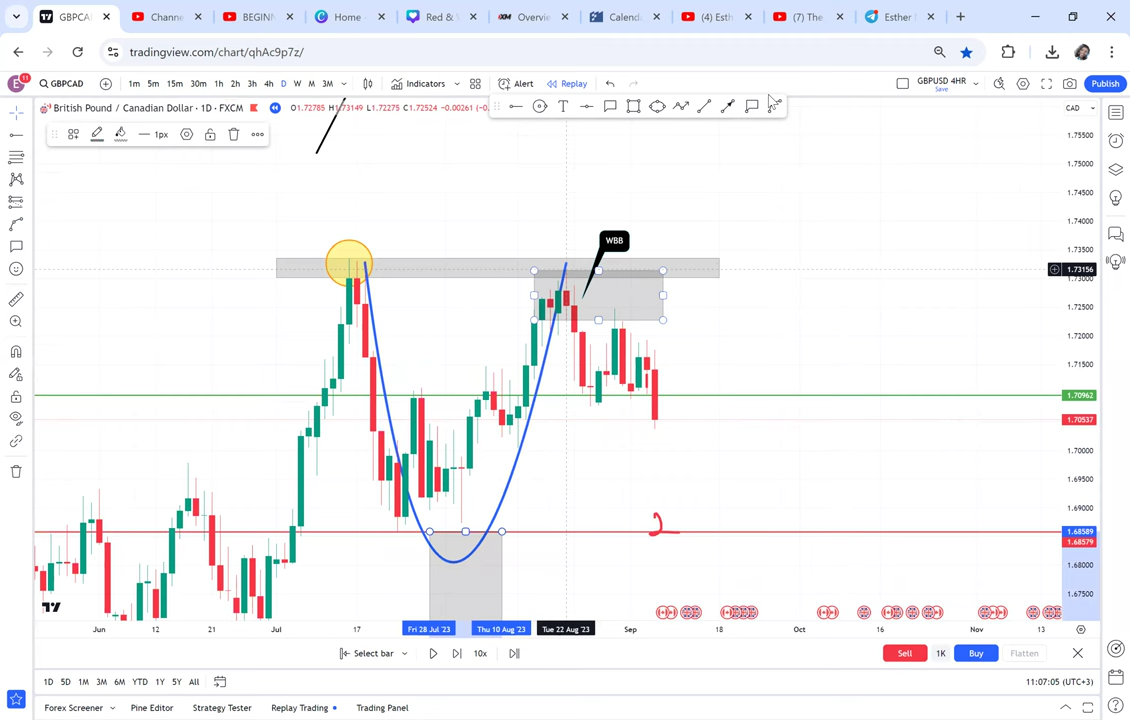 GBPCAD
Channe
BEGINN
Home -
Red &
Overvie
Calend
(4) Esth
(7) The
Esther
tradingview.com/chart/qhAc9p7z/
E 11 GBPCAD 1m 5m 15m 30m 1h 2h 3h 4h D W M 3M Indicators Alert Replay GBPUSD 4HR Save Publish
British Pound / Canadian Dollar · 1D · FXCM O1.72785 H1.73149 L1.72275 C1.72524 −0.00261 CAD
1px
1.75500
1.75000
1.74500
1.74000
WBB
1.73500
1.73156
1.73000
1.72500
1.72000
1.71500
1.70962
1.70537
1.70000
1.69500
1.69000
2
1.68589
1.68579
1.68000
1.67500
Jun 12 21 Jul 17 Fri 28 Jul '23 Thu 10 Aug '23 Tue 22 Aug '23 Sep 18 Oct 16 Nov 13
Select bar 10x Sell 1K Buy Flatten
1D 5D 1M 3M 6M YTD 1Y 5Y All 11:07:05 (UTC+3)
Forex Screener Pine Editor Strategy Tester Replay Trading Trading Panel